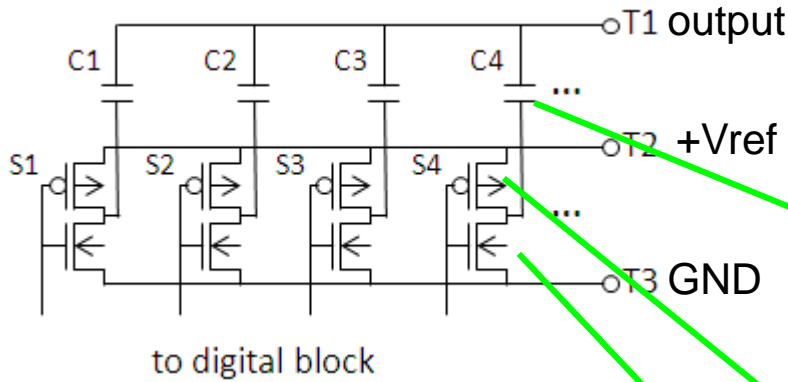 T1 output
C1 C2 C3 C4
...
T2 +Vref
S1 S2 S3 S4
...
T3 GND
to digital block